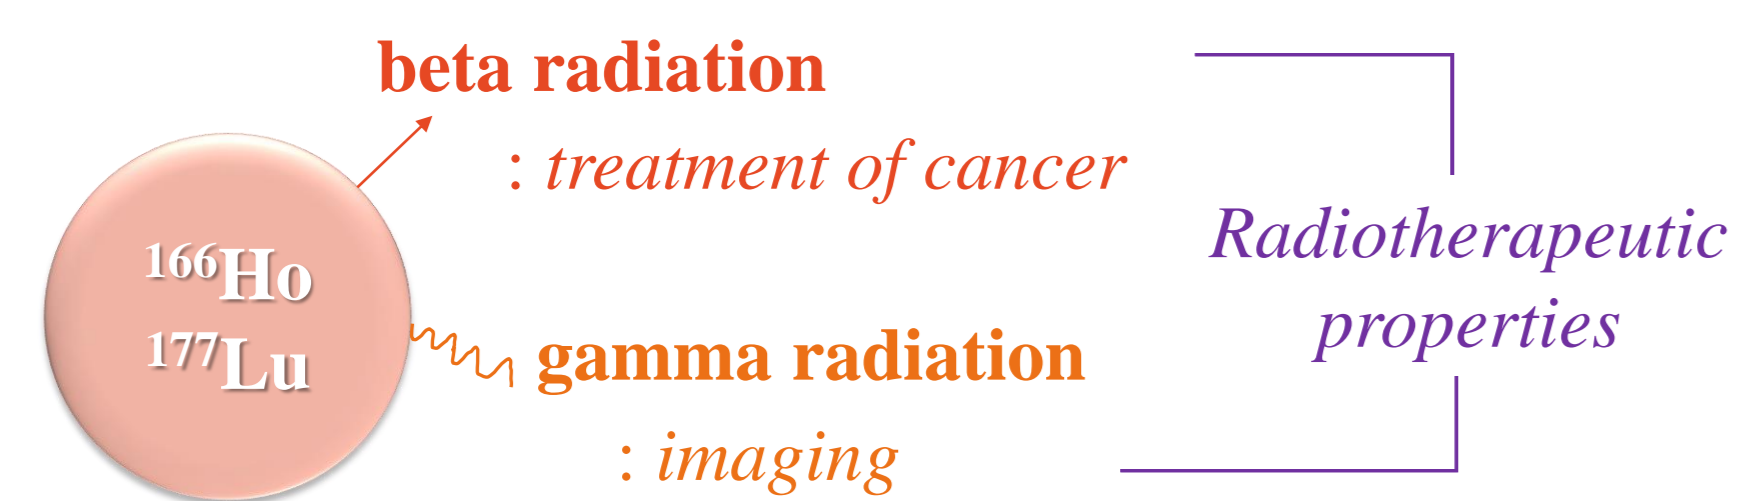 beta radiation
: treatment of cancer
¹⁶⁶Ho
¹⁷⁷Lu
gamma radiation
: imaging
Radiotherapeutic
properties